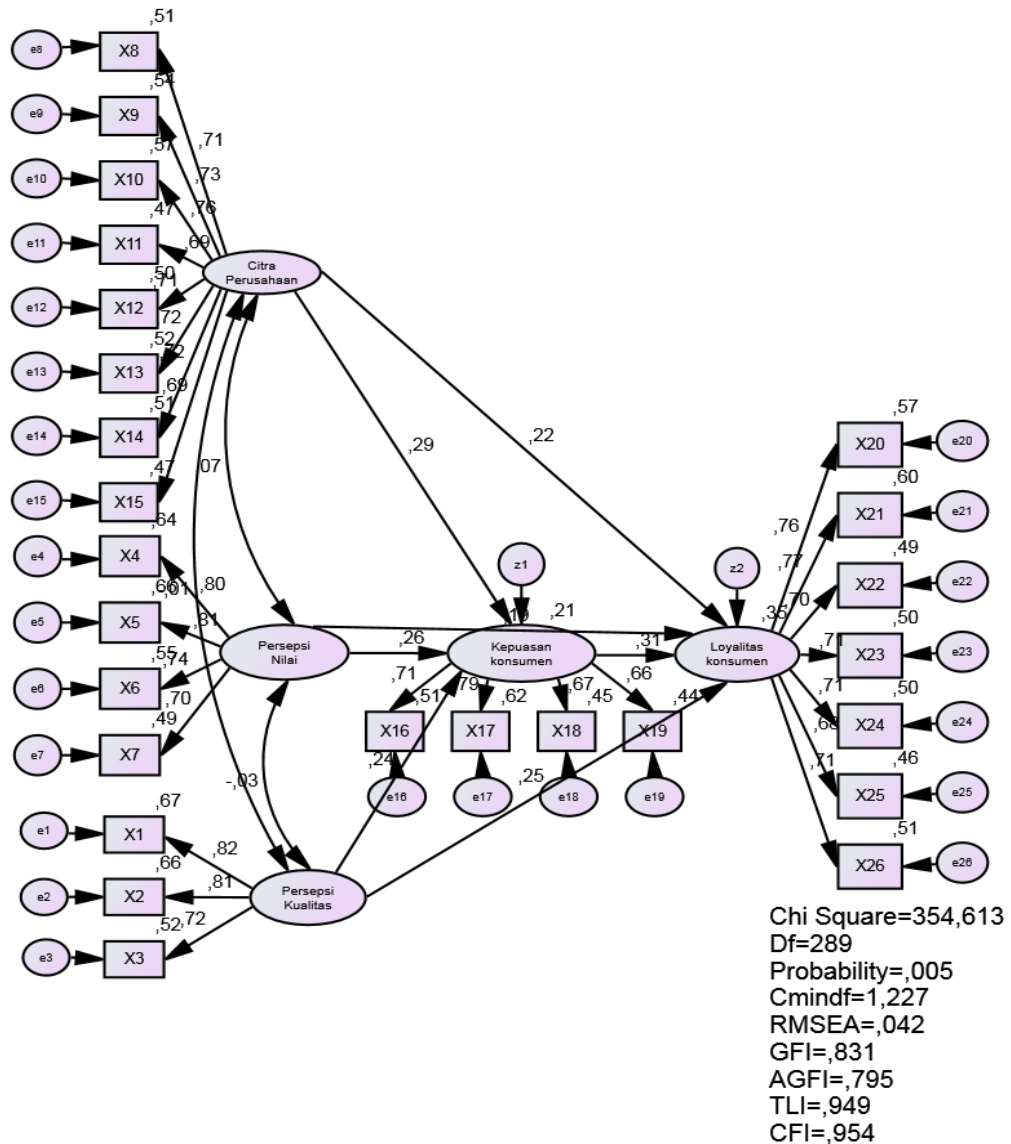 ,51
e8
X8
,54
e9
X9
,71
,57
e10
X10
,73
,47
,76
e11
X11
,69
Citra
Perusahaan
,50
,71
e12
X12
,72
,52
,72
e13
X13
,69
,51
e14
X14
,47
,07
e15
X15
,29
,22
,64
e4
X4
,66
,01
,80
e5
X5
,81
,55
,74
e6
X6
,70
,49
e7
X7
Persepsi
Nilai
-,03
,26
,21
z1
,19
Kepuasan
konsumen
,31
z2
,35
Loyalitas
konsumen
,71
,51
,79
,62
,67
,45
,66
,44
X16
X17
X18
X19
e16
e17
e18
e19
,24
,25
,67
e1
X1
,82
,66
e2
X2
,81
,52
,72
e3
X3
Persepsi
Kualitas
,57
X20
e20
,76
,60
X21
e21
,77
,49
X22
e22
,70
,50
X23
e23
,71
,50
X24
e24
,71
,46
X25
e25
,68
,51
X26
e26
,71
Chi Square=354,613
Df=289
Probability=,005
Cmindf=1,227
RMSEA=,042
GFI=,831
AGFI=,795
TLI=,949
CFI=,954